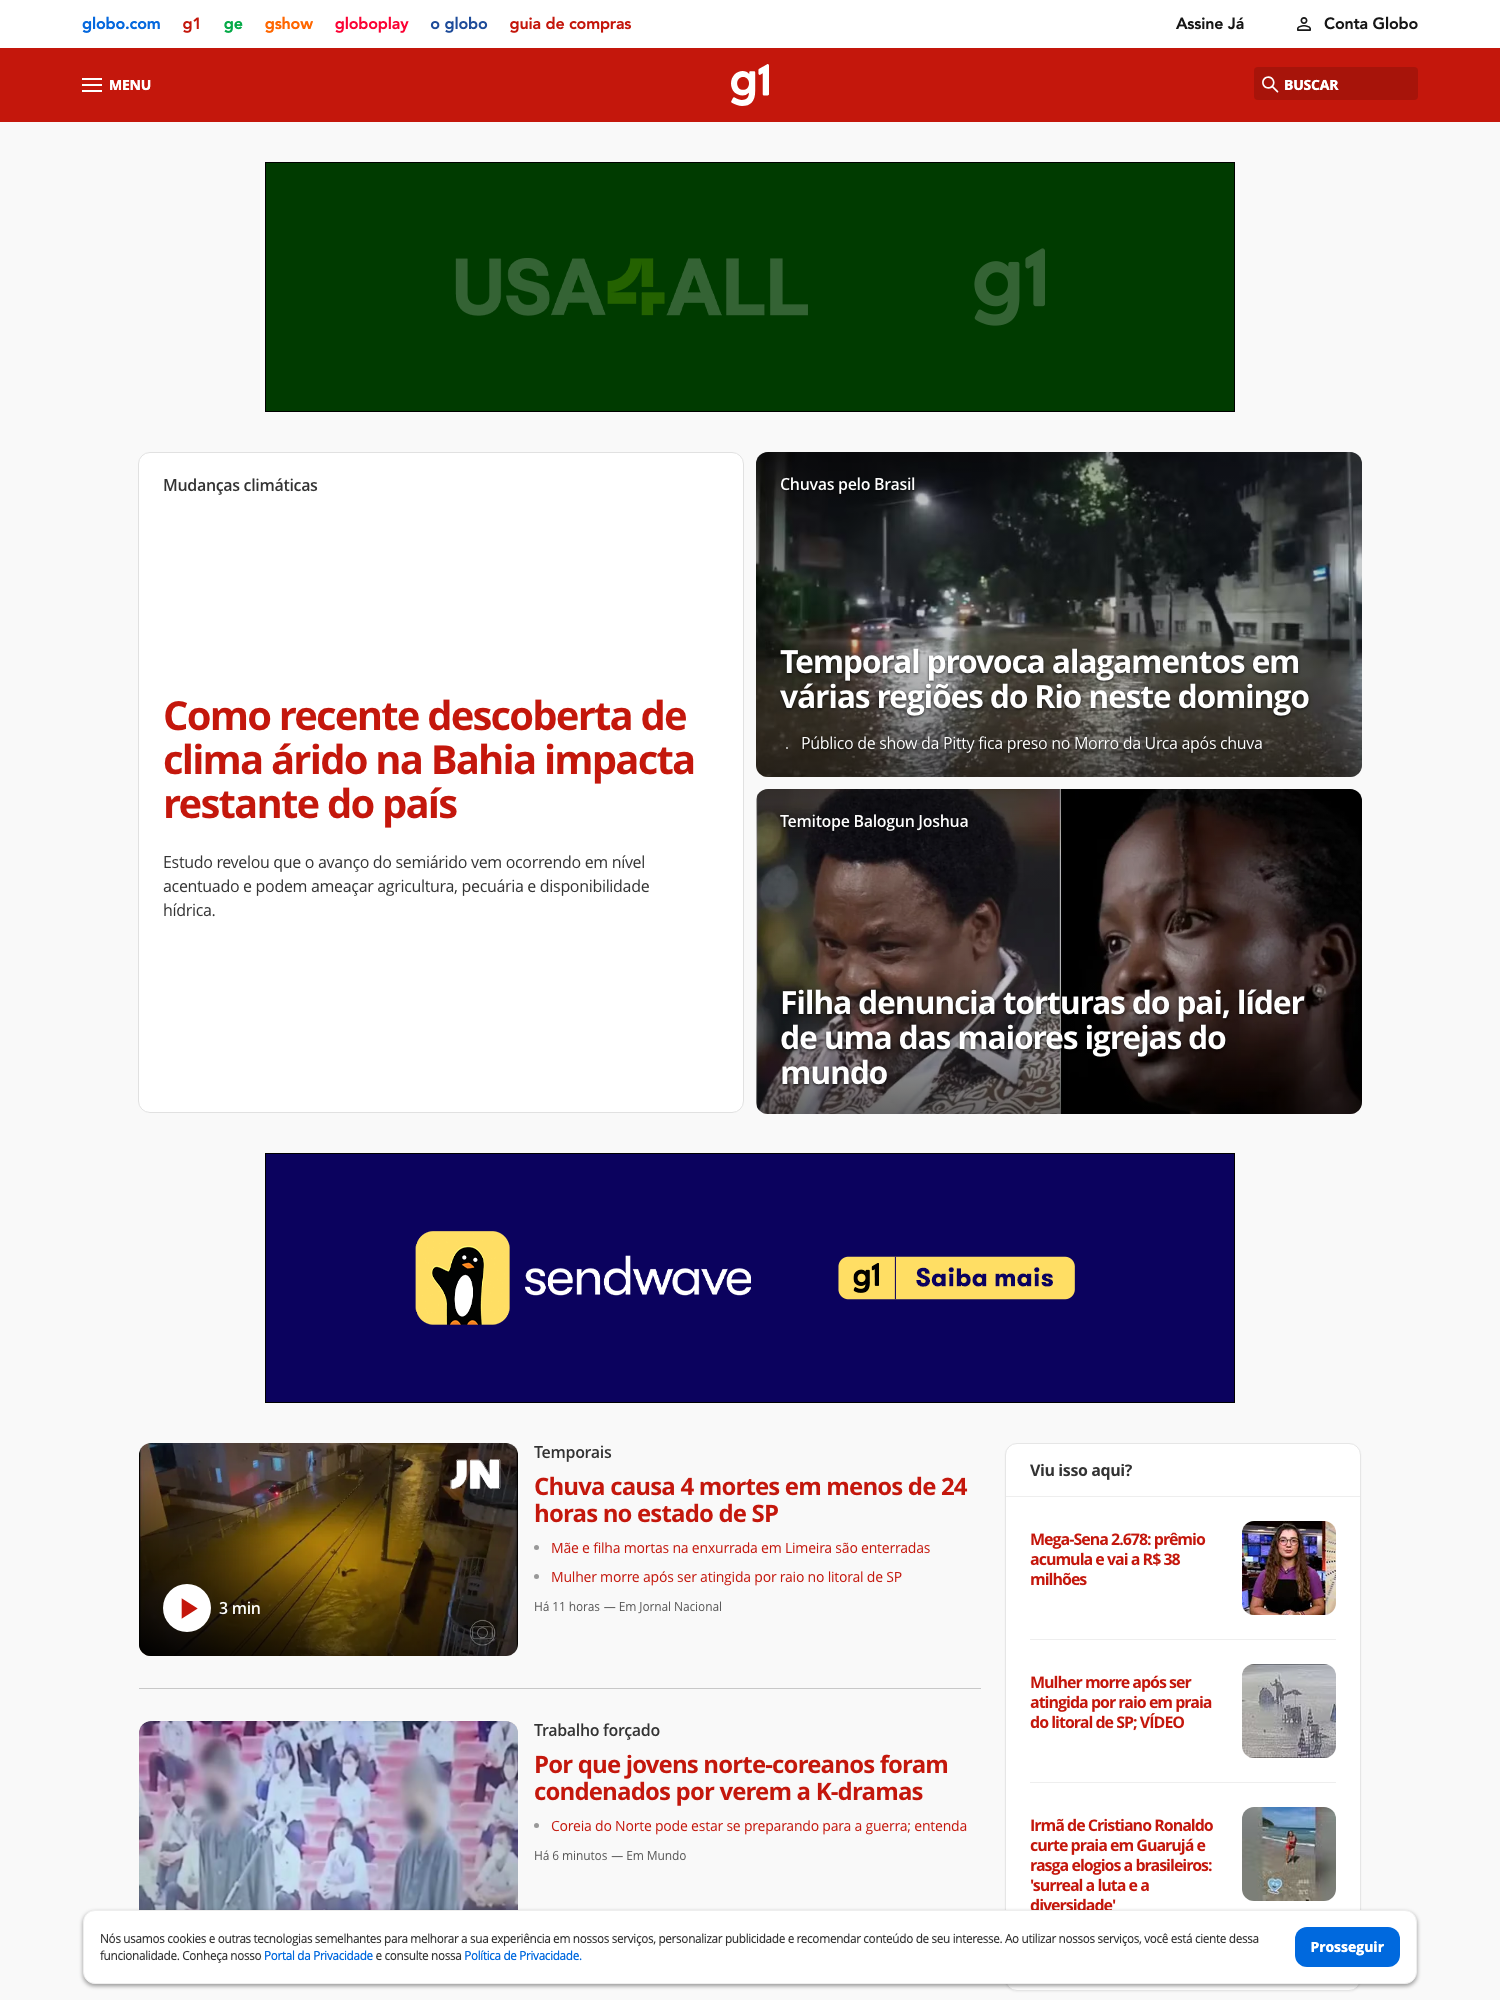 globo.com g1 ge gshow globoplay o globo guia de compras Assine Já Conta Globo
MENU g1 BUSCAR
USA4ALL g1
Mudanças climáticas
Como recente descoberta de
clima árido na Bahia impacta
restante do país
Estudo revelou que o avanço do semiárido vem ocorrendo em nível
acentuado e podem ameaçar agricultura, pecuária e disponibilidade
hídrica.
Chuvas pelo Brasil
Temporal provoca alagamentos em
várias regiões do Rio neste domingo
. Público de show da Pitty fica preso no Morro da Urca após chuva
Temitope Balogun Joshua
Filha denuncia torturas do pai, líder
de uma das maiores igrejas do
mundo
sendwave g1 Saiba mais
JN
3 min
Temporais
Chuva causa 4 mortes em menos de 24
horas no estado de SP
• Mãe e filha mortas na enxurrada em Limeira são enterradas
• Mulher morre após ser atingida por raio no litoral de SP
Há 11 horas — Em Jornal Nacional
Trabalho forçado
Por que jovens norte-coreanos foram
condenados por verem a K-dramas
• Coreia do Norte pode estar se preparando para a guerra; entenda
Há 6 minutos — Em Mundo
Viu isso aqui?
Mega-Sena 2.678: prêmio
acumula e vai a R$ 38
milhões
Mulher morre após ser
atingida por raio em praia
do litoral de SP; VÍDEO
Irmã de Cristiano Ronaldo
curte praia em Guarujá e
rasga elogios a brasileiros:
'surreal a luta e a
diversidade'
Nós usamos cookies e outras tecnologias semelhantes para melhorar a sua experiência em nossos serviços, personalizar publicidade e recomendar conteúdo de seu interesse. Ao utilizar nossos serviços, você está ciente dessa
funcionalidade. Conheça nosso Portal da Privacidade e consulte nossa Política de Privacidade.
Prosseguir